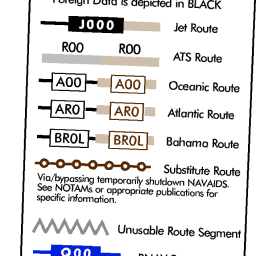 Foreign Data is depicted in BLACK
J000 Jet Route
R00 R00
ATS Route
A00 A00 Oceanic Route
AR0 AR0 Atlantic Route
BR0L BR0L Bahama Route
Substitute Route
Via/bypassing temporarily shutdown NAVAIDS.
See NOTAMs or appropriate publications for
specific information.
Unusable Route Segment
Q00